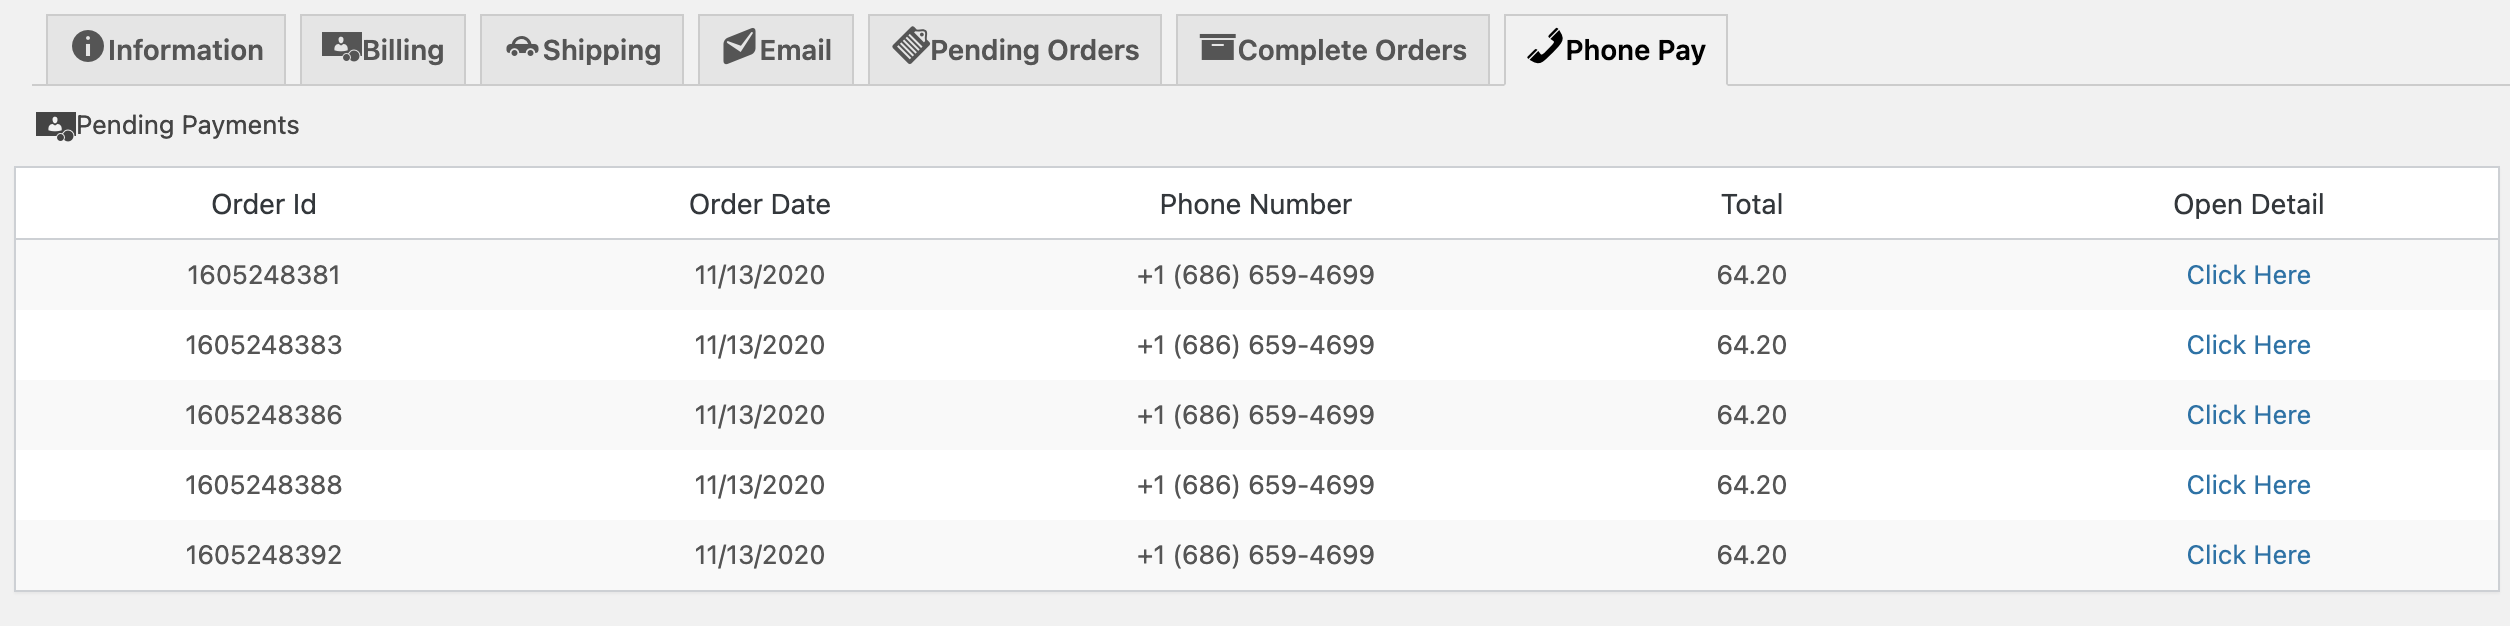 Information Billing Shipping Email Pending Orders Complete Orders Phone Pay
Pending Payments
Order Id Order Date Phone Number Total Open Detail
1605248381 11/13/2020 +1 (686) 659-4699 64.20 Click Here
1605248383 11/13/2020 +1 (686) 659-4699 64.20 Click Here
1605248386 11/13/2020 +1 (686) 659-4699 64.20 Click Here
1605248388 11/13/2020 +1 (686) 659-4699 64.20 Click Here
1605248392 11/13/2020 +1 (686) 659-4699 64.20 Click Here